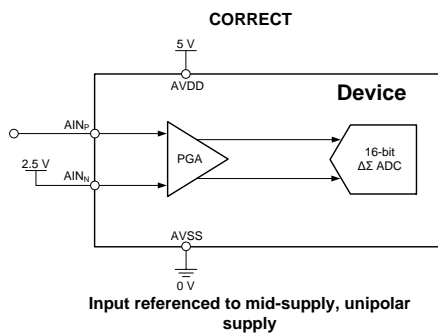 CORRECT
5 V
AVDD
Device
AINP
PGA
16-bit
ΔΣ ADC
2.5 V
AINN
AVSS
0 V
Input referenced to mid-supply, unipolar
supply